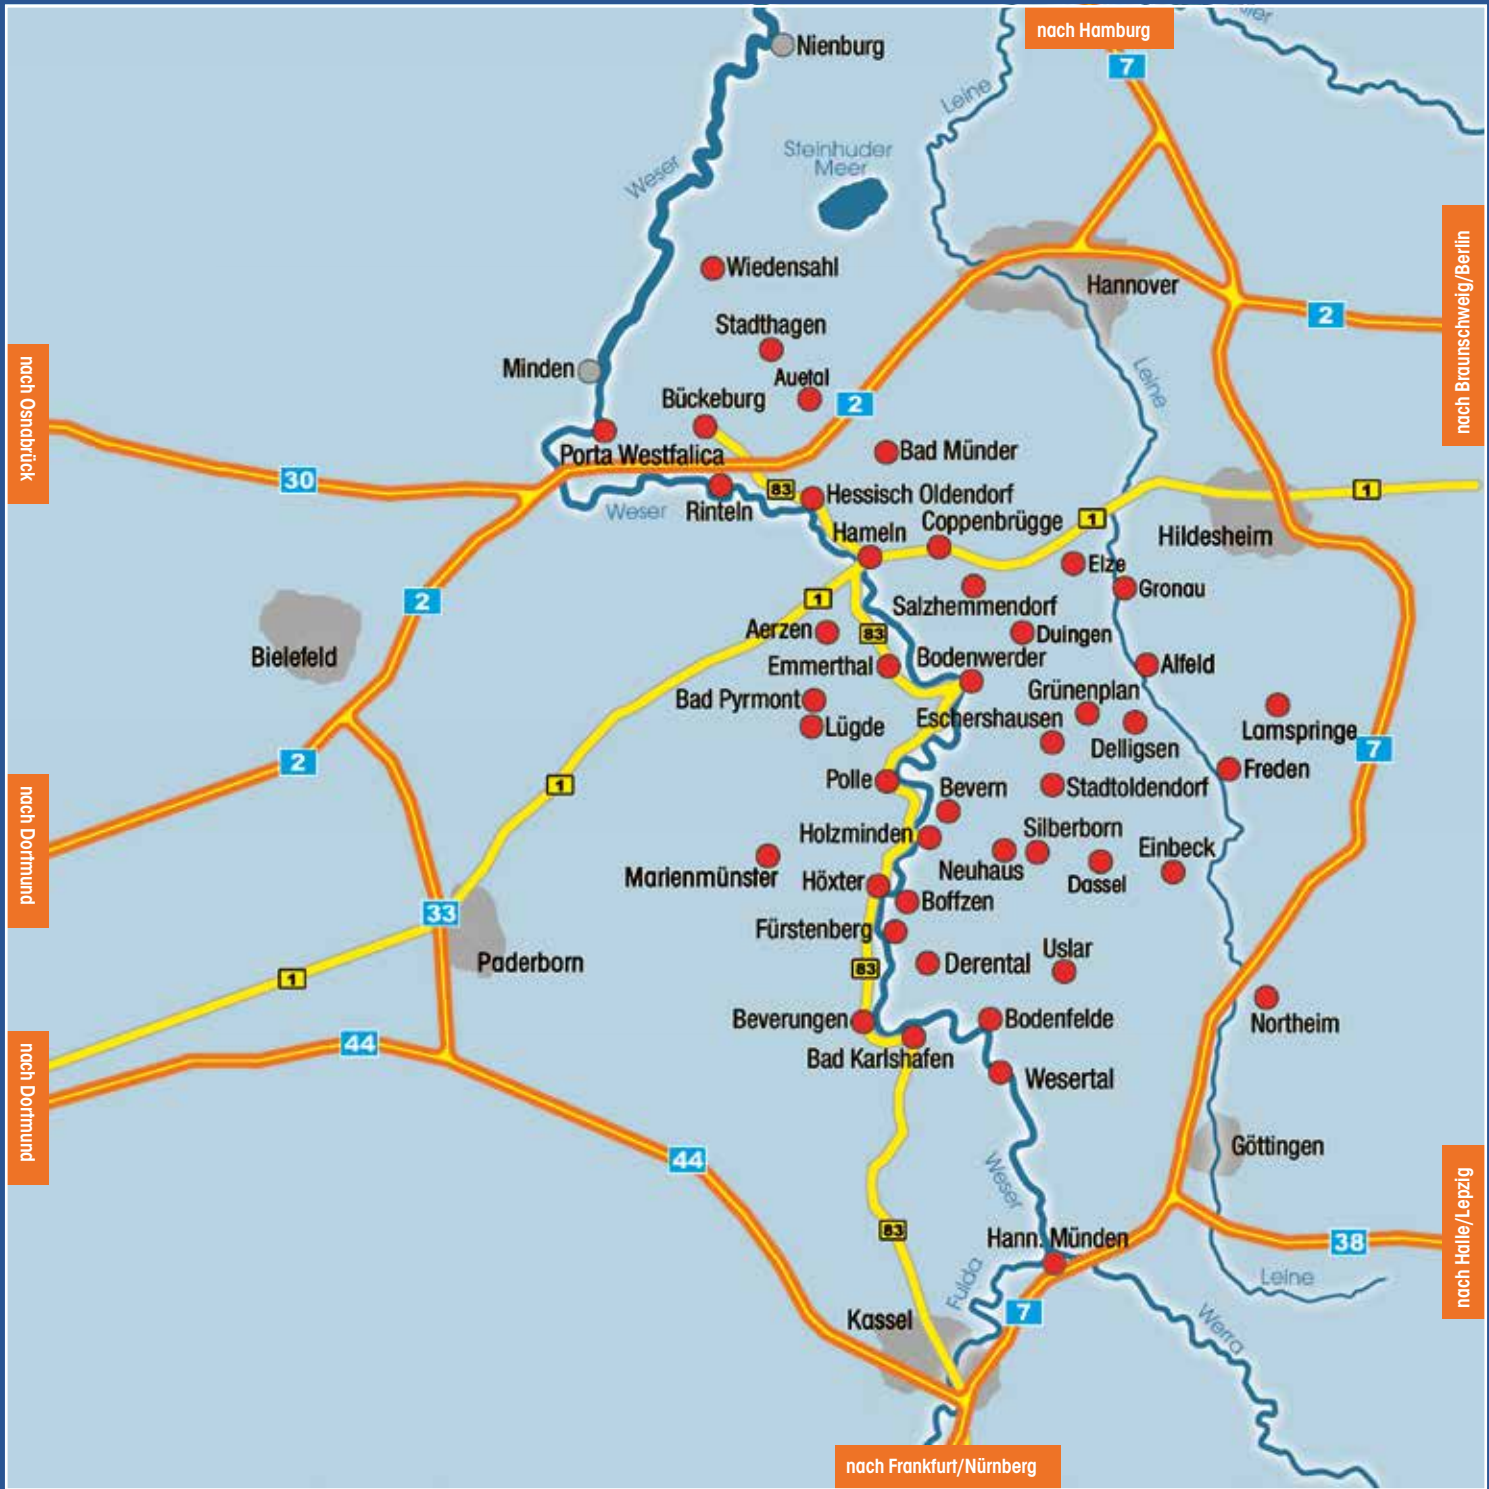 nach Hamburg
ller
Nienburg
7
Leine
Steinhuder
Meer
Weser
Wiedensahl
Hannover
nach Braunschweig/Berlin
2
Stadthagen
Minden
Auetal
Leine
nach Osnabrück
Bückeburg
2
Porta Westfalica
Bad Münder
30
83
Hessisch Oldendorf
1
Weser
Rinteln
Coppenbrügge
1
Hameln
Hildesheim
Elze
2
1
Gronau
Salzhemmendorf
Aerzen
83
Duingen
Bielefeld
Emmerthal
Bodenwerder
Alfeld
Bad Pyrmont
Grünenplan
Lügde
Eschershausen
Lamspringe
Delligsen
7
2
Freden
Polle
1
Bevern
Stadtoldendorf
nach Dortmund
Holzminden
Silberborn
Einbeck
Marienmünster
Höxter
Neuhaus
Dassel
Boffzen
33
Fürstenberg
Uslar
Paderborn
Derental
83
1
Beverungen
Bodenfelde
Northeim
44
Bad Karlshafen
Wesertal
nach Dortmund
Göttingen
44
Weser
83
Hann. Münden
38
nach Halle/Lepzig
Fulda
Leine
Kassel
7
Werra
nach Frankfurt/Nürnberg